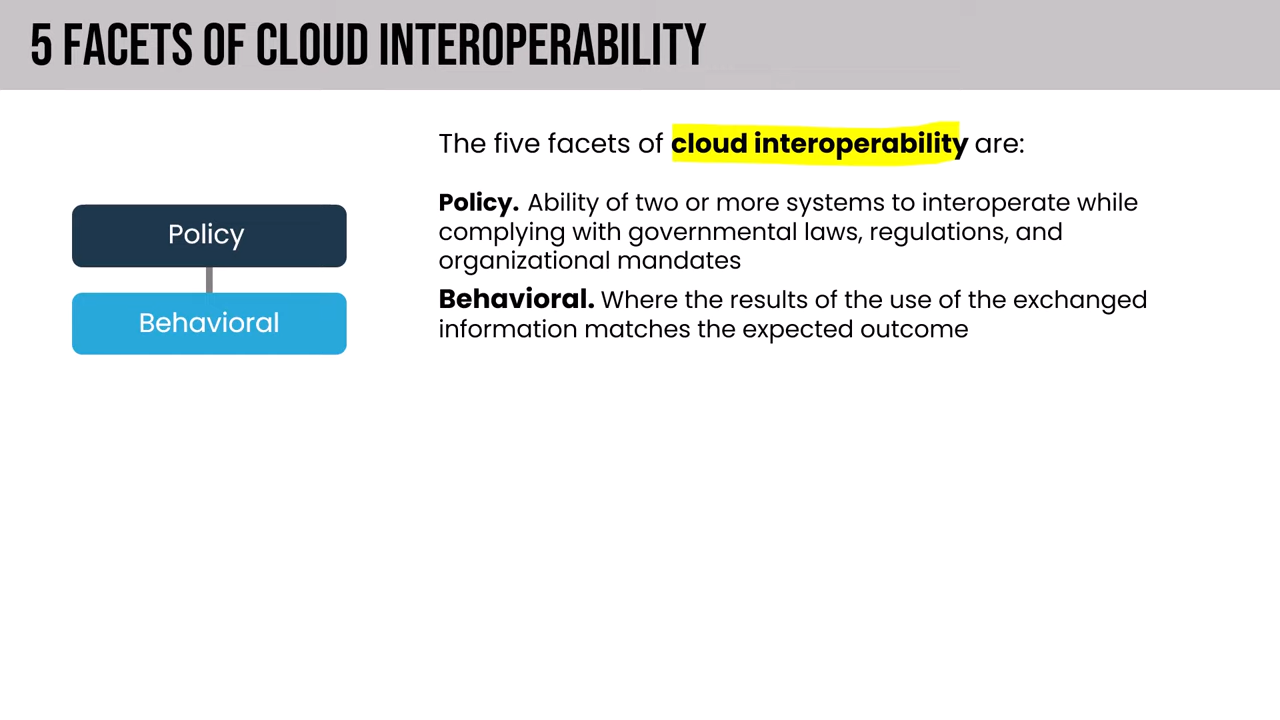 5 FACETS OF CLOUD INTEROPERABILITY
The five facets of cloud interoperability are:
Policy
Behavioral
Policy. Ability of two or more systems to interoperate while
complying with governmental laws, regulations, and
organizational mandates
Behavioral. Where the results of the use of the exchanged
information matches the expected outcome